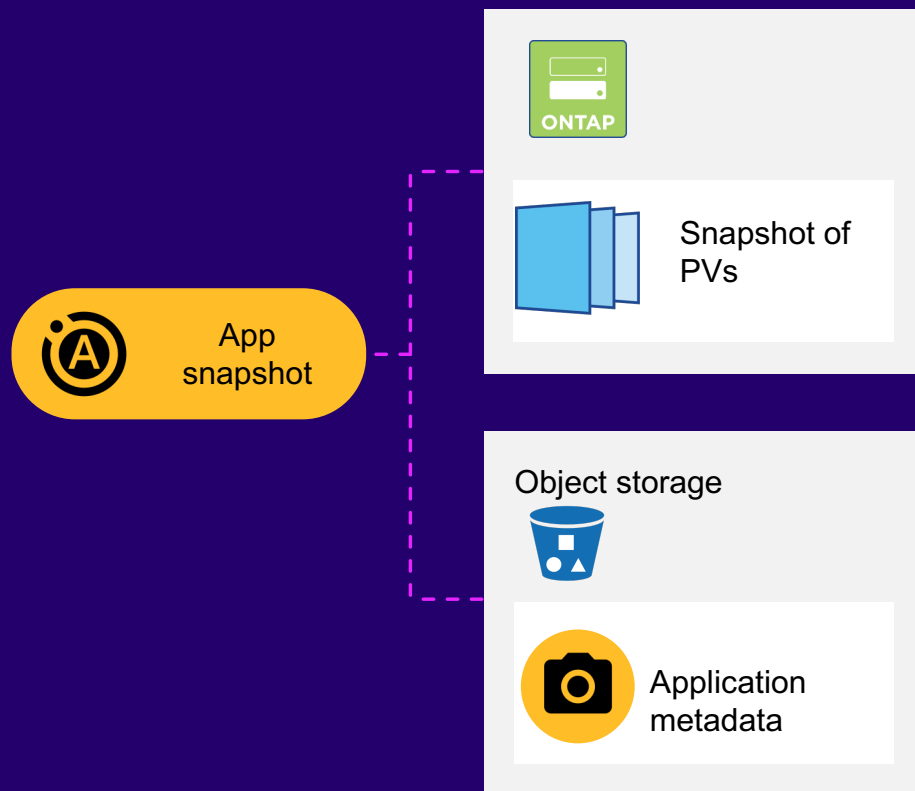 ONTAP
Snapshot of
PVs
A
App
snapshot
Object storage
Application
metadata